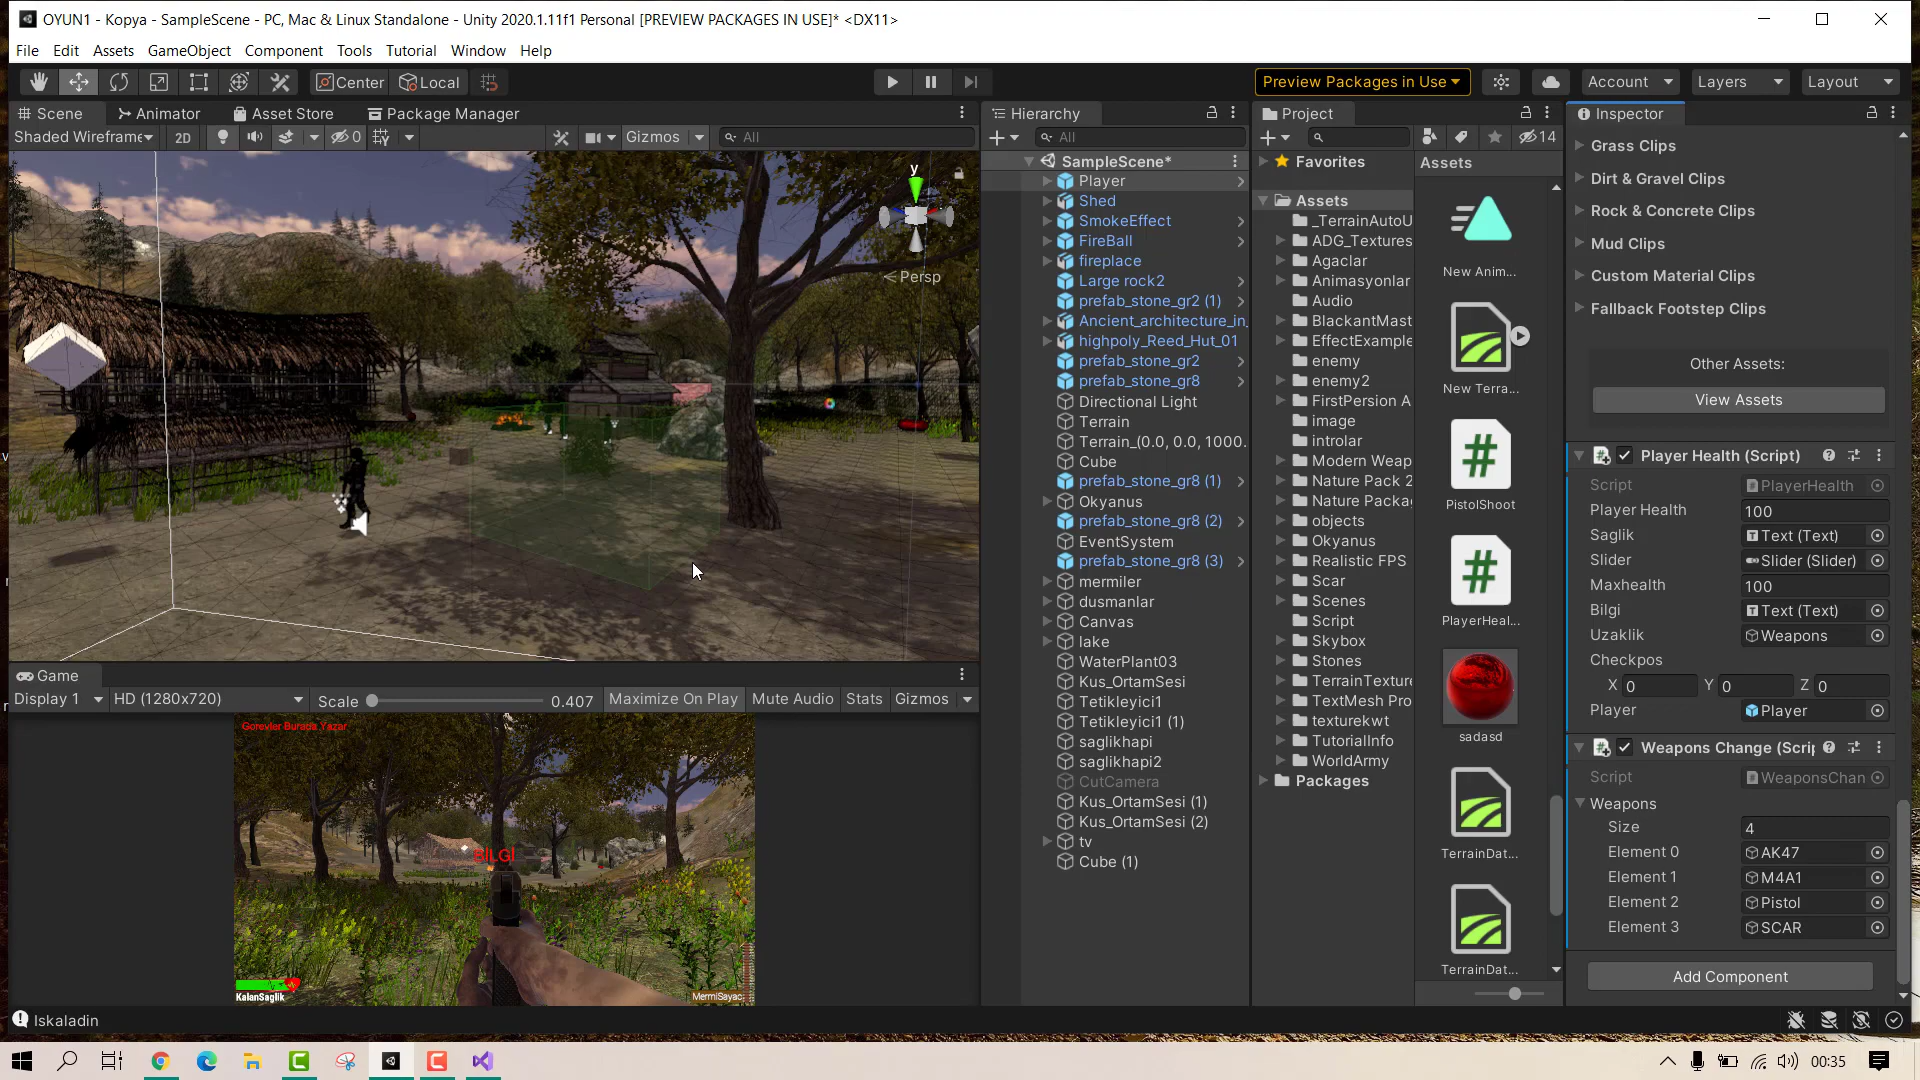 OYUN1 - Kopya - SampleScene - PC, Mac & Linux Standalone - Unity 2020.1.11f1 Personal [PREVIEW PACKAGES IN USE]* <DX11>
File Edit Assets GameObject Component Tools Tutorial Window Help
Center Local Preview Packages in Use Account Layers Layout
Scene Animator Asset Store Package Manager
Shaded Wireframe 2D 0 Gizmos All
y
Persp
Game
Display 1 HD (1280x720) Scale 0.407 Maximize On Play Mute Audio Stats Gizmos
Gorevler Burada Yazar
BİLGİ
KalanSaglik
MermiSayac
Hierarchy
All
SampleScene*
Player
Shed
SmokeEffect
FireBall
fireplace
Large rock2
prefab_stone_gr2 (1)
Ancient_architecture_in
highpoly_Reed_Hut_01
prefab_stone_gr2
prefab_stone_gr8
Directional Light
Terrain
Terrain_(0.0, 0.0, 1000.
Cube
prefab_stone_gr8 (1)
Okyanus
prefab_stone_gr8 (2)
EventSystem
prefab_stone_gr8 (3)
mermiler
dusmanlar
Canvas
lake
WaterPlant03
Kus_OrtamSesi
Tetikleyici1
Tetikleyici1 (1)
saglikhapi
saglikhapi2
CutCamera
Kus_OrtamSesi (1)
Kus_OrtamSesi (2)
tv
Cube (1)
Project
14
Favorites
Assets
_TerrainAutoU
ADG_Textures
Agaclar
Animasyonlar
Audio
BlackantMast
EffectExample
enemy
enemy2
FirstPersion A
image
introlar
Modern Weap
Nature Pack 2
Nature Packa
objects
Okyanus
Realistic FPS
Scar
Scenes
Script
Skybox
Stones
TerrainTexture
TextMesh Pro
texturekwt
TutorialInfo
WorldArmy
Packages
Assets
New Anim...
New Terra...
PistolShoot
PlayerHeal...
sadasd
TerrainDat...
TerrainDat...
Inspector
Grass Clips
Dirt & Gravel Clips
Rock & Concrete Clips
Mud Clips
Custom Material Clips
Fallback Footstep Clips
Other Assets:
View Assets
Player Health (Script)
Script PlayerHealth
Player Health 100
Saglik Text (Text)
Slider Slider (Slider)
Maxhealth 100
Bilgi Text (Text)
Uzaklik Weapons
Checkpos
X 0 Y 0 Z 0
Player Player
Weapons Change (Scrip
Script WeaponsChan
Weapons
Size 4
Element 0 AK47
Element 1 M4A1
Element 2 Pistol
Element 3 SCAR
Add Component
Iskaladin
00:35